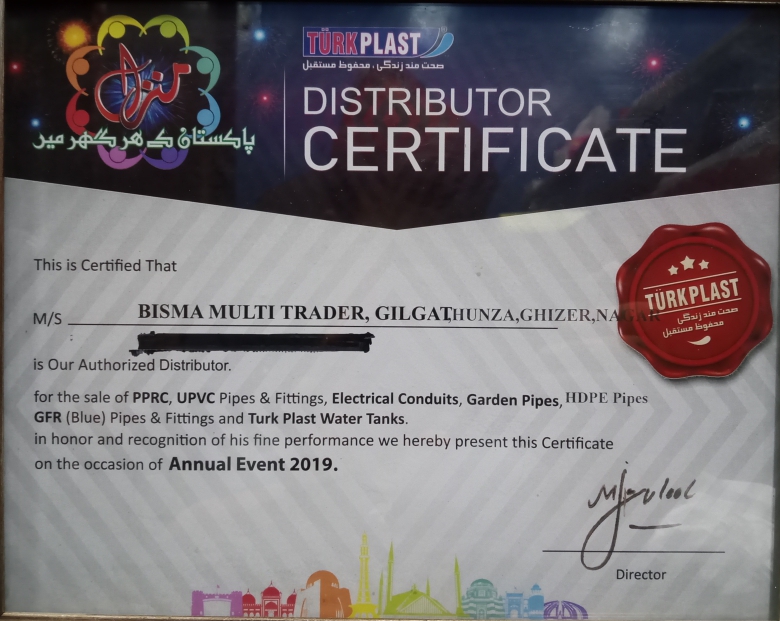 منزل
پاکستان کے ھر گھر میں
TÜRKPLAST
صحت مند زندگی ، محفوظ مستقبل
DISTRIBUTOR
CERTIFICATE
This is Certified That
M/S BISMA MULTI TRADER, GILGAT,HUNZA,GHIZER,NAGAR
TÜRKPLAST
صحت مند زندگی
محفوظ مستقبل
is Our Authorized Distributor.
for the sale of PPRC, UPVC Pipes & Fittings, Electrical Conduits, Garden Pipes, HDPE Pipes
GFR (Blue) Pipes & Fittings and Turk Plast Water Tanks.
in honor and recognition of his fine performance we hereby present this Certificate
on the occasion of Annual Event 2019.
Director